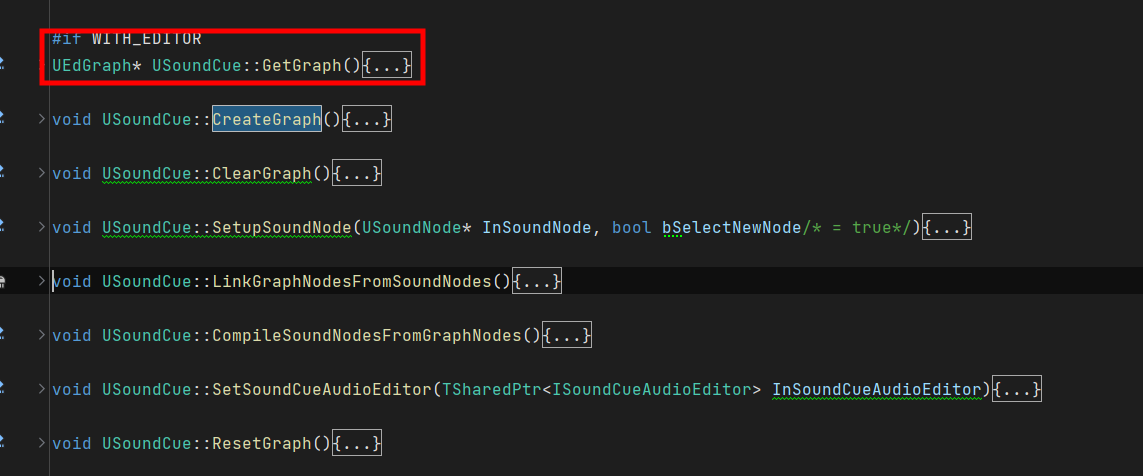 #if WITH_EDITOR
UEdGraph* USoundCue::GetGraph(){...}
void USoundCue::CreateGraph(){...}
void USoundCue::ClearGraph(){...}
void USoundCue::SetupSoundNode(USoundNode* InSoundNode, bool bSelectNewNode/* = true*/){...}
void USoundCue::LinkGraphNodesFromSoundNodes(){...}
void USoundCue::CompileSoundNodesFromGraphNodes(){...}
void USoundCue::SetSoundCueAudioEditor(TSharedPtr<ISoundCueAudioEditor> InSoundCueAudioEditor){...}
void USoundCue::ResetGraph(){...}